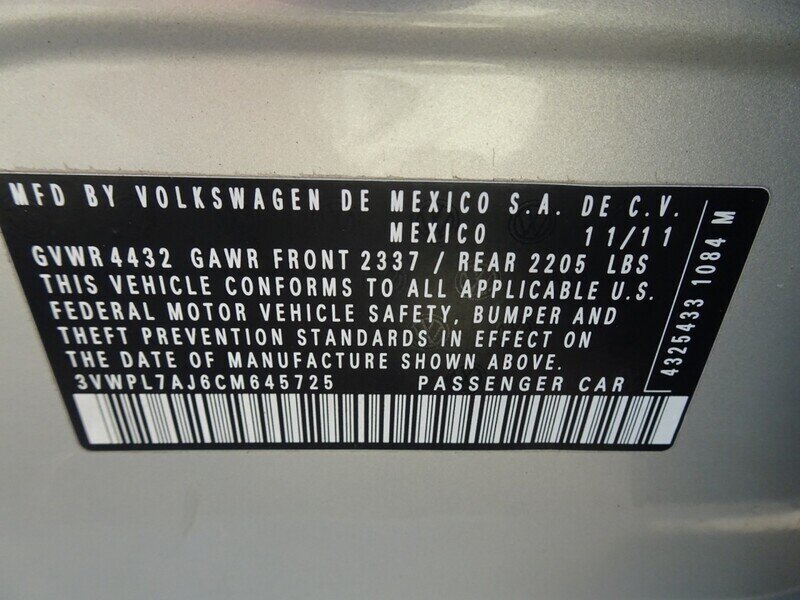 MFD BY VOLKSWAGEN DE MEXICO S.A. DE C.V.
MEXICO 11/11
GVWR 4432 GAWR FRONT 2337 / REAR 2205 LBS
THIS VEHICLE CONFORMS TO ALL APPLICABLE U.S.
FEDERAL MOTOR VEHICLE SAFETY, BUMPER AND
THEFT PREVENTION STANDARDS IN EFFECT ON
THE DATE OF MANUFACTURE SHOWN ABOVE.
3VWPL7AJ6CM645725 PASSENGER CAR
4325433 1084 M